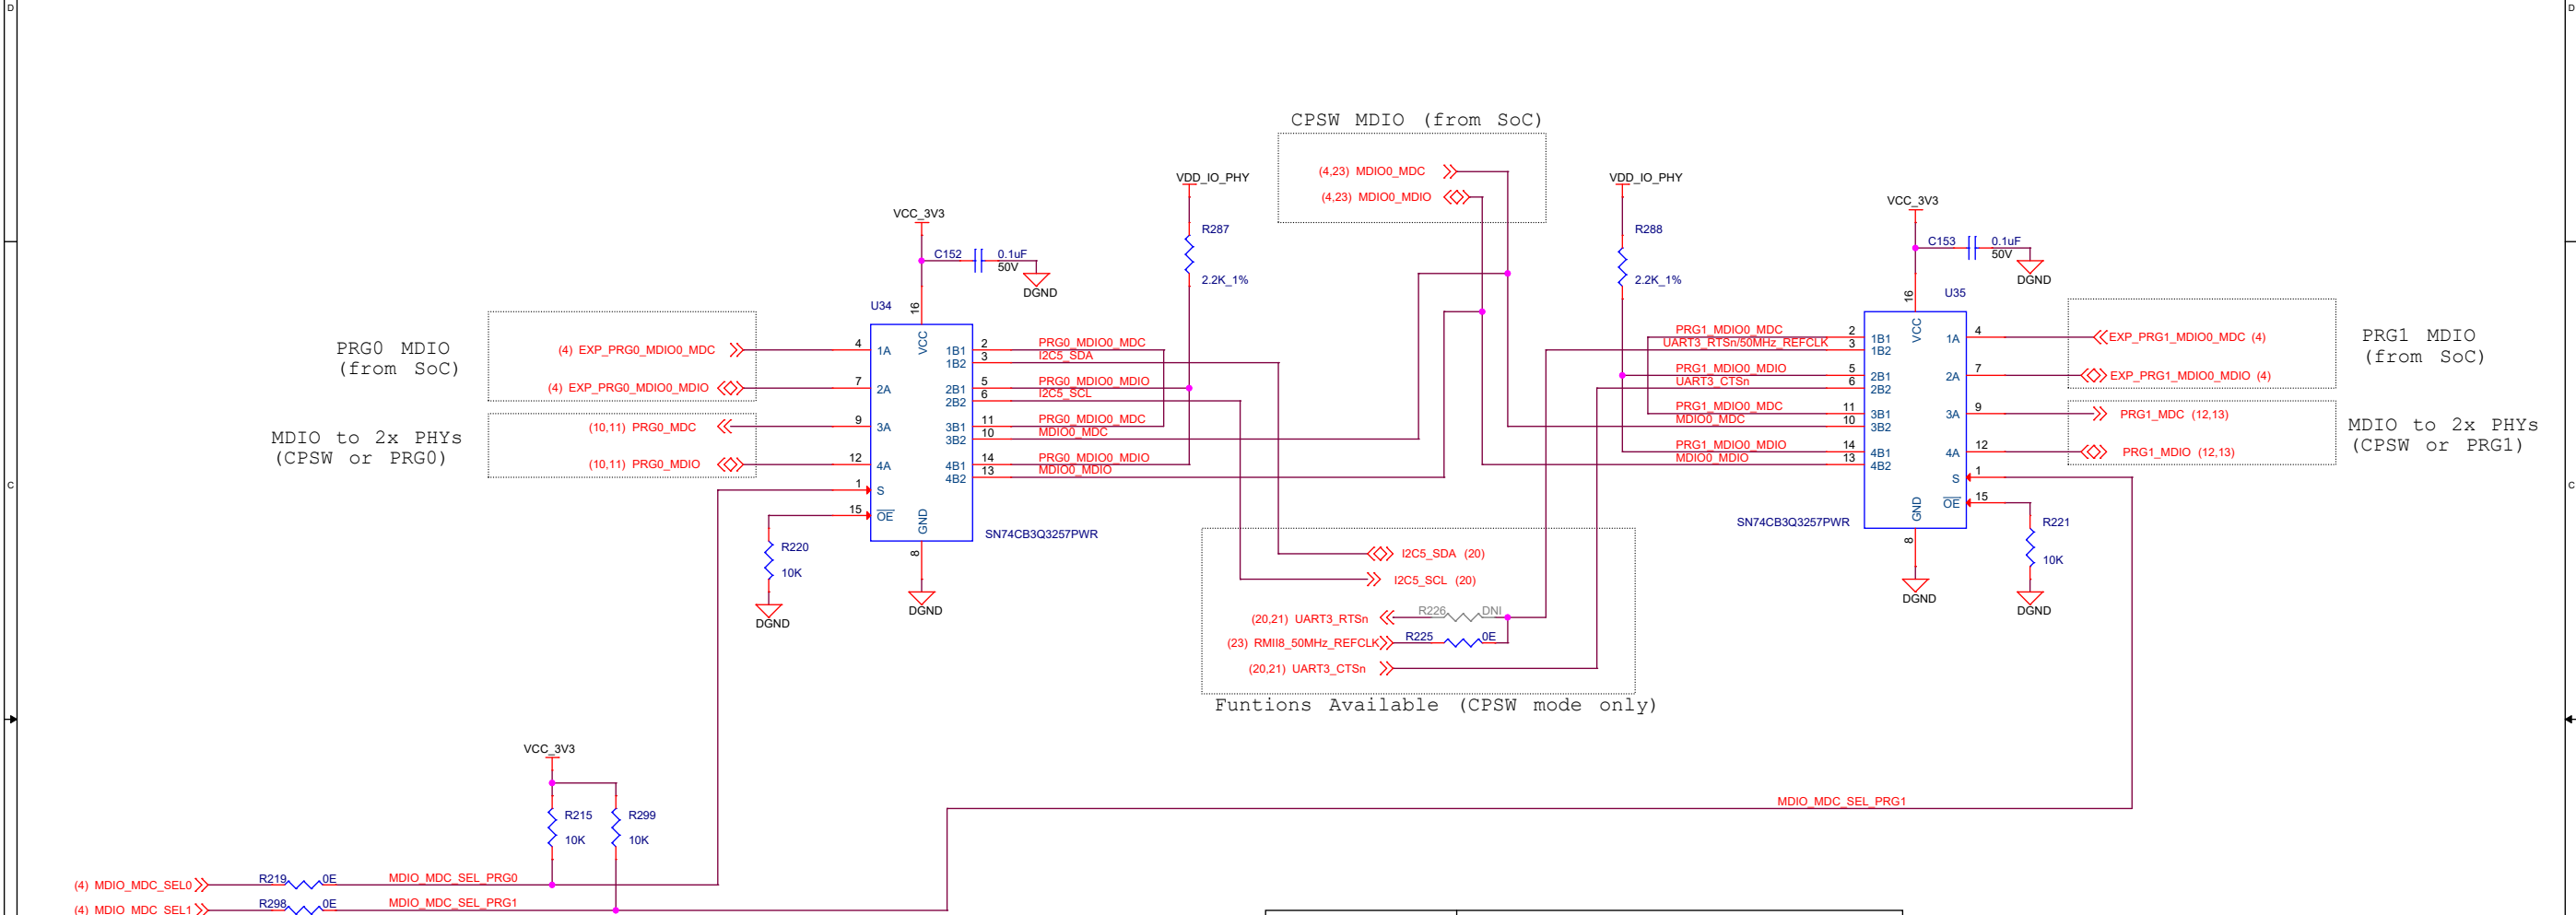 D
D
CPSW MDIO (from SoC)
(4,23) MDIO0_MDC
(4,23) MDIO0_MDIO
VDD_IO_PHY
R287
2.2K_1%
VDD_IO_PHY
R288
2.2K_1%
VCC_3V3
C152
0.1uF
50V
DGND
VCC_3V3
C153
0.1uF
50V
DGND
PRG0 MDIO
(from SoC)
(4) EXP_PRG0_MDIO0_MDC
(4) EXP_PRG0_MDIO0_MDIO
MDIO to 2x PHYs
(CPSW or PRG0)
(10,11) PRG0_MDC
(10,11) PRG0_MDIO
U34
16
VCC
4 1A
7 2A
9 3A
12 4A
1 S
15 OE
GND
8
1B1 2 PRG0_MDIO0_MDC
1B2 3 I2C5_SDA
2B1 5 PRG0_MDIO0_MDIO
2B2 6 I2C5_SCL
3B1 11 PRG0_MDIO0_MDC
3B2 10 MDIO0_MDC
4B1 14 PRG0_MDIO0_MDIO
4B2 13 MDIO0_MDIO
SN74CB3Q3257PWR
DGND
R220
10K
DGND
U35
16
VCC
PRG1_MDIO0_MDC 2 1B1
UART3_RTSn/50MHz_REFCLK 3 1B2
PRG1_MDIO0_MDIO 5 2B1
UART3_CTSn 6 2B2
PRG1_MDIO0_MDC 11 3B1
MDIO0_MDC 10 3B2
PRG1_MDIO0_MDIO 14 4B1
MDIO0_MDIO 13 4B2
1A 4
2A 7
3A 9
4A 12
S 1
OE 15
GND
8
SN74CB3Q3257PWR
DGND
R221
10K
DGND
EXP_PRG1_MDIO0_MDC (4)
EXP_PRG1_MDIO0_MDIO (4)
PRG1 MDIO
(from SoC)
PRG1_MDC (12,13)
PRG1_MDIO (12,13)
MDIO to 2x PHYs
(CPSW or PRG1)
C
C
I2C5_SDA (20)
I2C5_SCL (20)
(20,21) UART3_RTSn
R226 DNI
(23) RMII8_50MHz_REFCLK
R225 0E
(20,21) UART3_CTSn
Funtions Available (CPSW mode only)
VCC_3V3
R215
10K
R299
10K
MDIO_MDC_SEL_PRG1
(4) MDIO_MDC_SEL0
R219 0E
MDIO_MDC_SEL_PRG0
(4) MDIO_MDC_SEL1
R298 0E
MDIO_MDC_SEL_PRG1